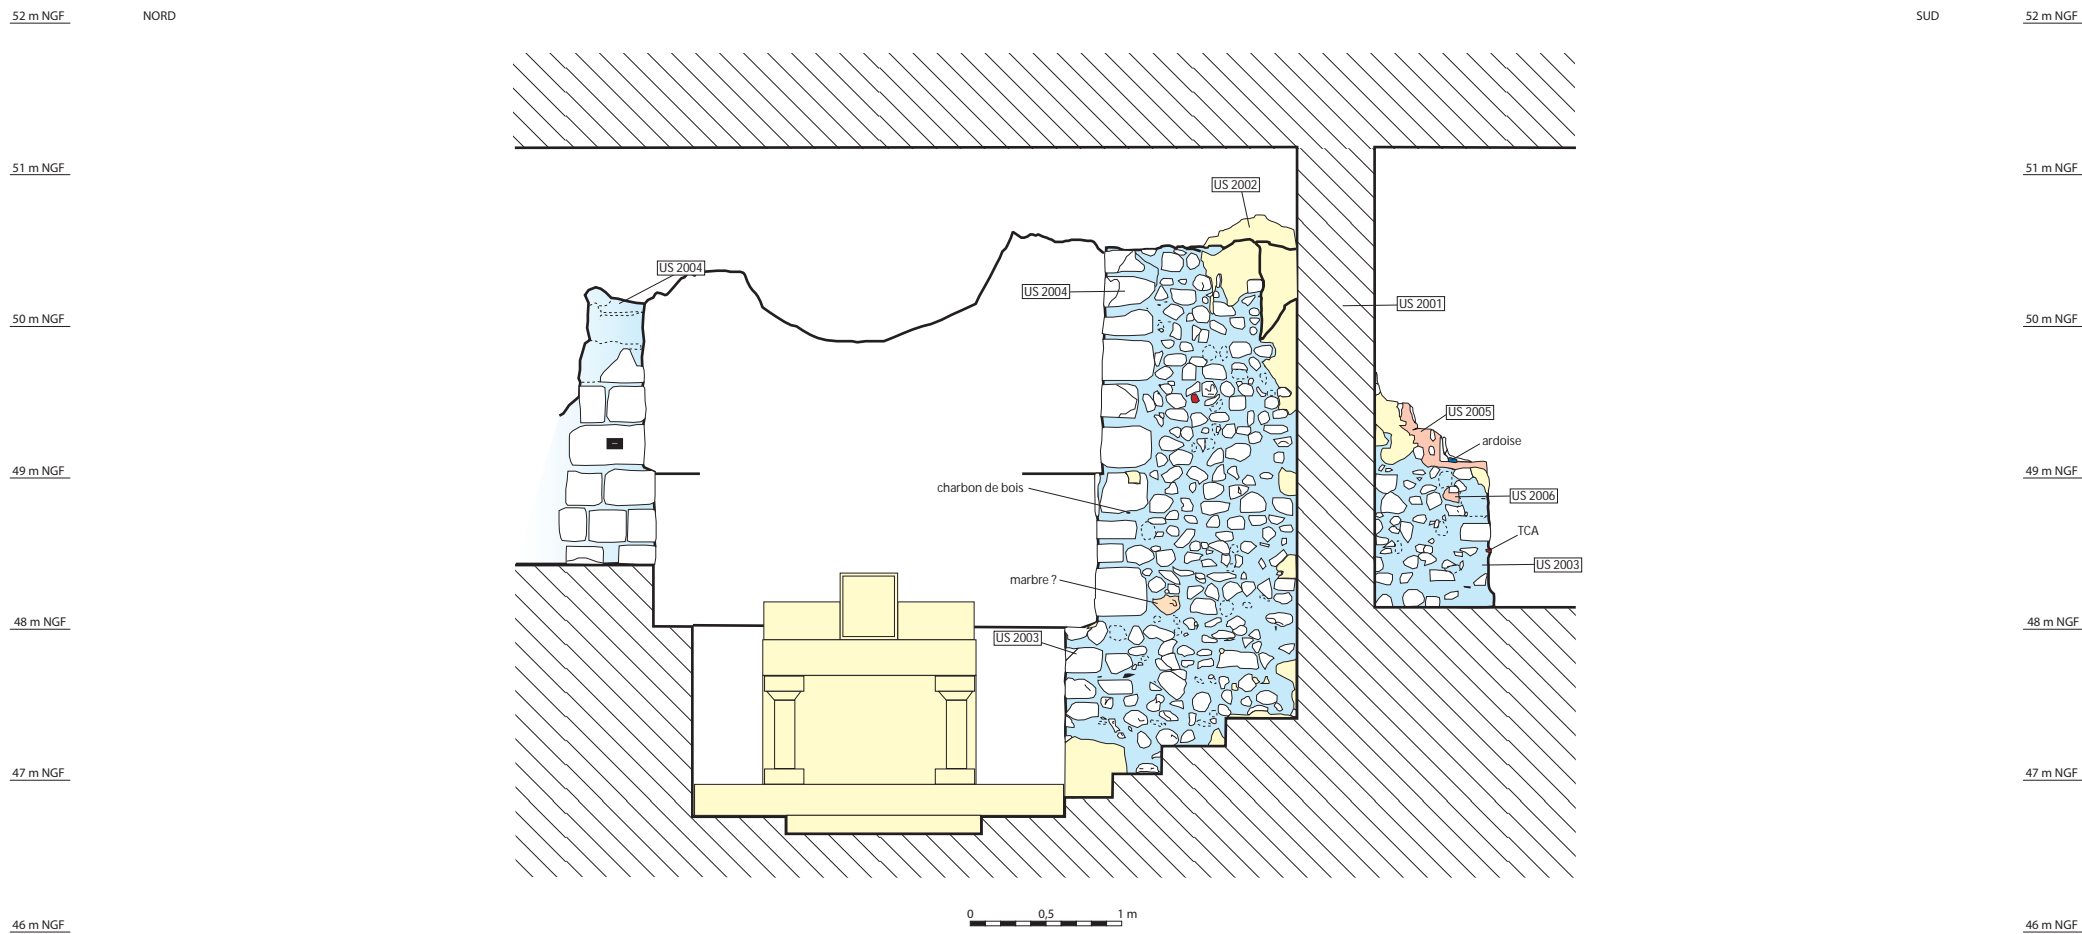 52 m NGF NORD SUD 52 m NGF
51 m NGF 51 m NGF
US 2002
US 2004
US 2004
US 2001
50 m NGF 50 m NGF
US 2005
ardoise
49 m NGF 49 m NGF
charbon de bois
US 2006
TCA
US 2003
marbre ?
48 m NGF 48 m NGF
US 2003
47 m NGF 47 m NGF
0 0,5 1 m
46 m NGF 46 m NGF